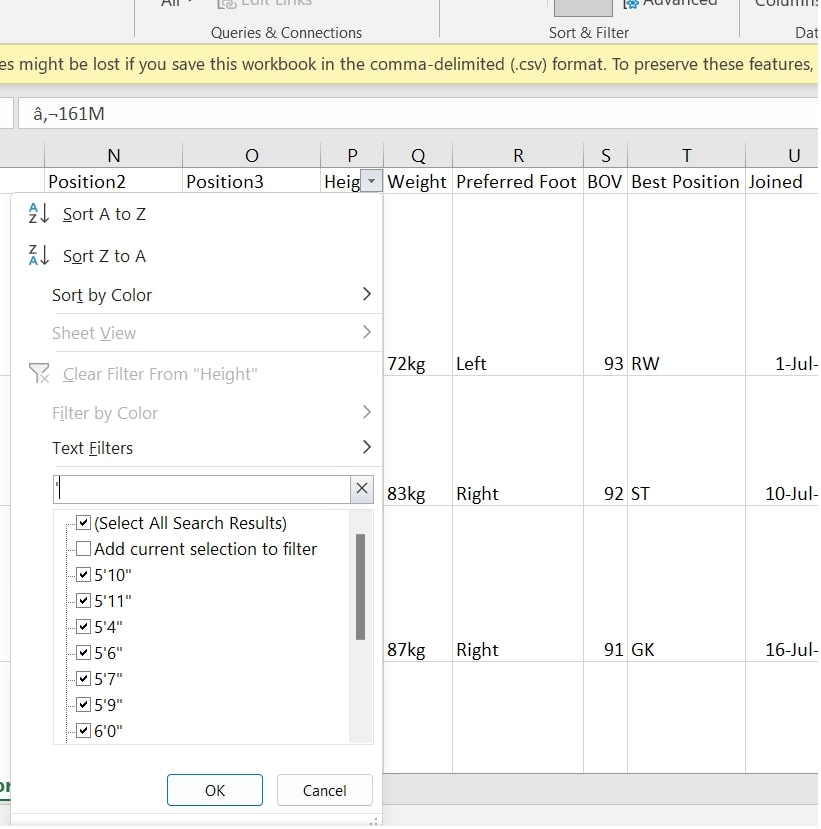 All Edit Links Advanced Columns
Queries & Connections Sort & Filter Dat
es might be lost if you save this workbook in the comma-delimited (.csv) format. To preserve these features,
â‚¬161M
N O P Q R S T U
Position2 Position3 Heig Weight Preferred Foot BOV Best Position Joined
Sort A to Z
Sort Z to A
Sort by Color
Sheet View
Clear Filter From "Height"
72kg Left 93 RW 1-Jul-
Filter by Color
Text Filters
'
83kg Right 92 ST 10-Jul-
(Select All Search Results)
Add current selection to filter
5'10"
5'11"
5'4"
5'6"
87kg Right 91 GK 16-Jul-
5'7"
5'9"
6'0"
OK Cancel